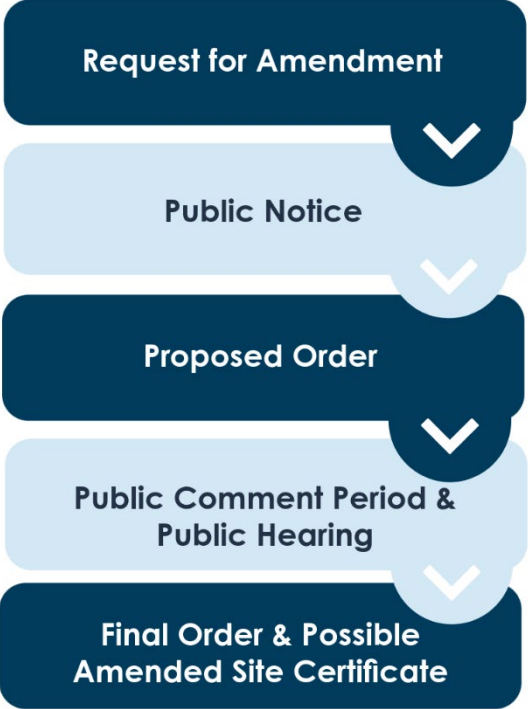 Request for Amendment
Public Notice
Proposed Order
Public Comment Period &
Public Hearing
Final Order & Possible
Amended Site Certificate